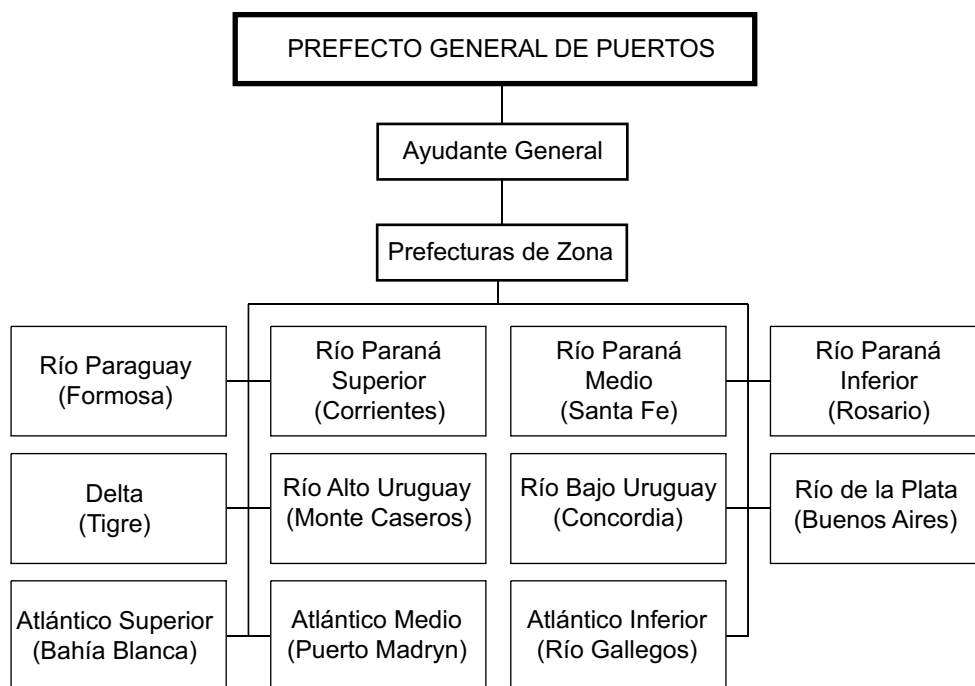 PREFECTO GENERAL DE PUERTOS
Ayudante General
Prefecturas de Zona
Río Paraguay
(Formosa)
Río Paraná
Superior
(Corrientes)
Río Paraná
Medio
(Santa Fe)
Río Paraná
Inferior
(Rosario)
Delta
(Tigre)
Río Alto Uruguay
(Monte Caseros)
Río Bajo Uruguay
(Concordia)
Río de la Plata
(Buenos Aires)
Atlántico Superior
(Bahía Blanca)
Atlántico Medio
(Puerto Madryn)
Atlántico Inferior
(Río Gallegos)